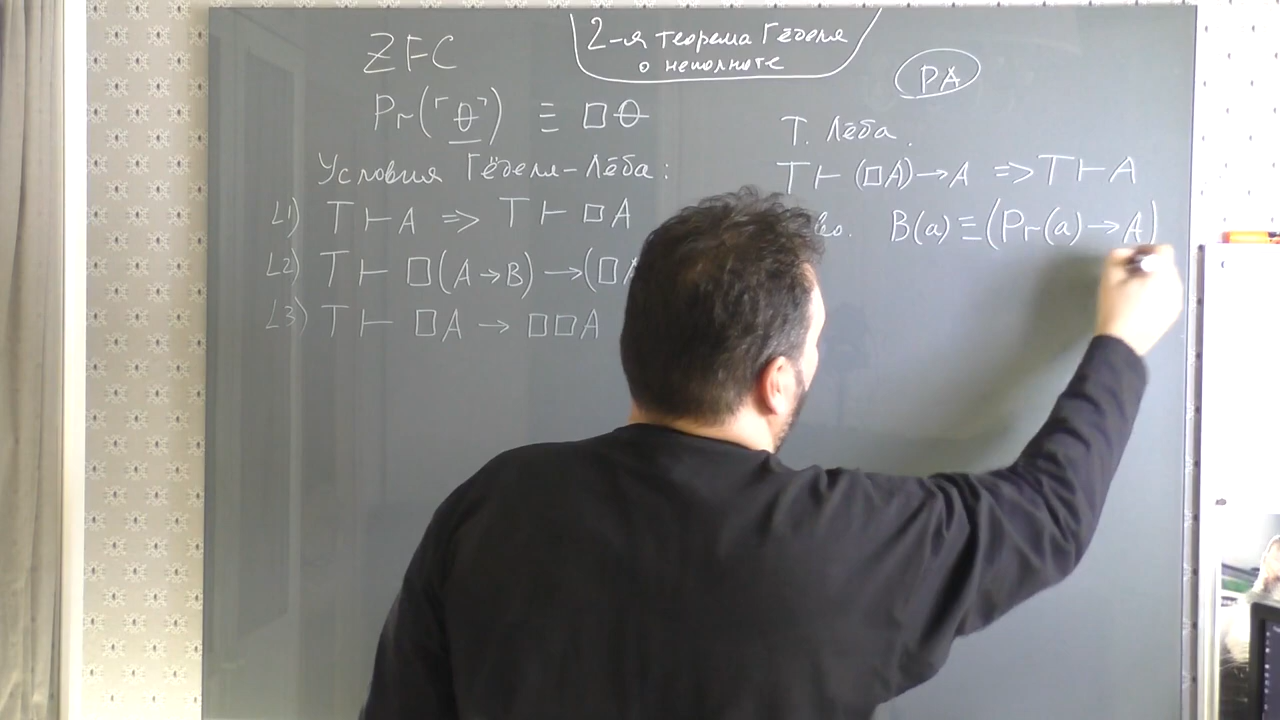 ZFC
2-я теорема Гёделя
о неполноте
PA
Pr(⌜θ⌝) ≡ □θ
Условия Гёделя-Лёба:
L1) T ⊢ A => T ⊢ □A
L2) T ⊢ □(A→B) → (□A
L3) T ⊢ □A → □□A
Т. Лёба.
T ⊢ (□A) → A => T ⊢ A
B(a) ≡ (Pr(a) → A)